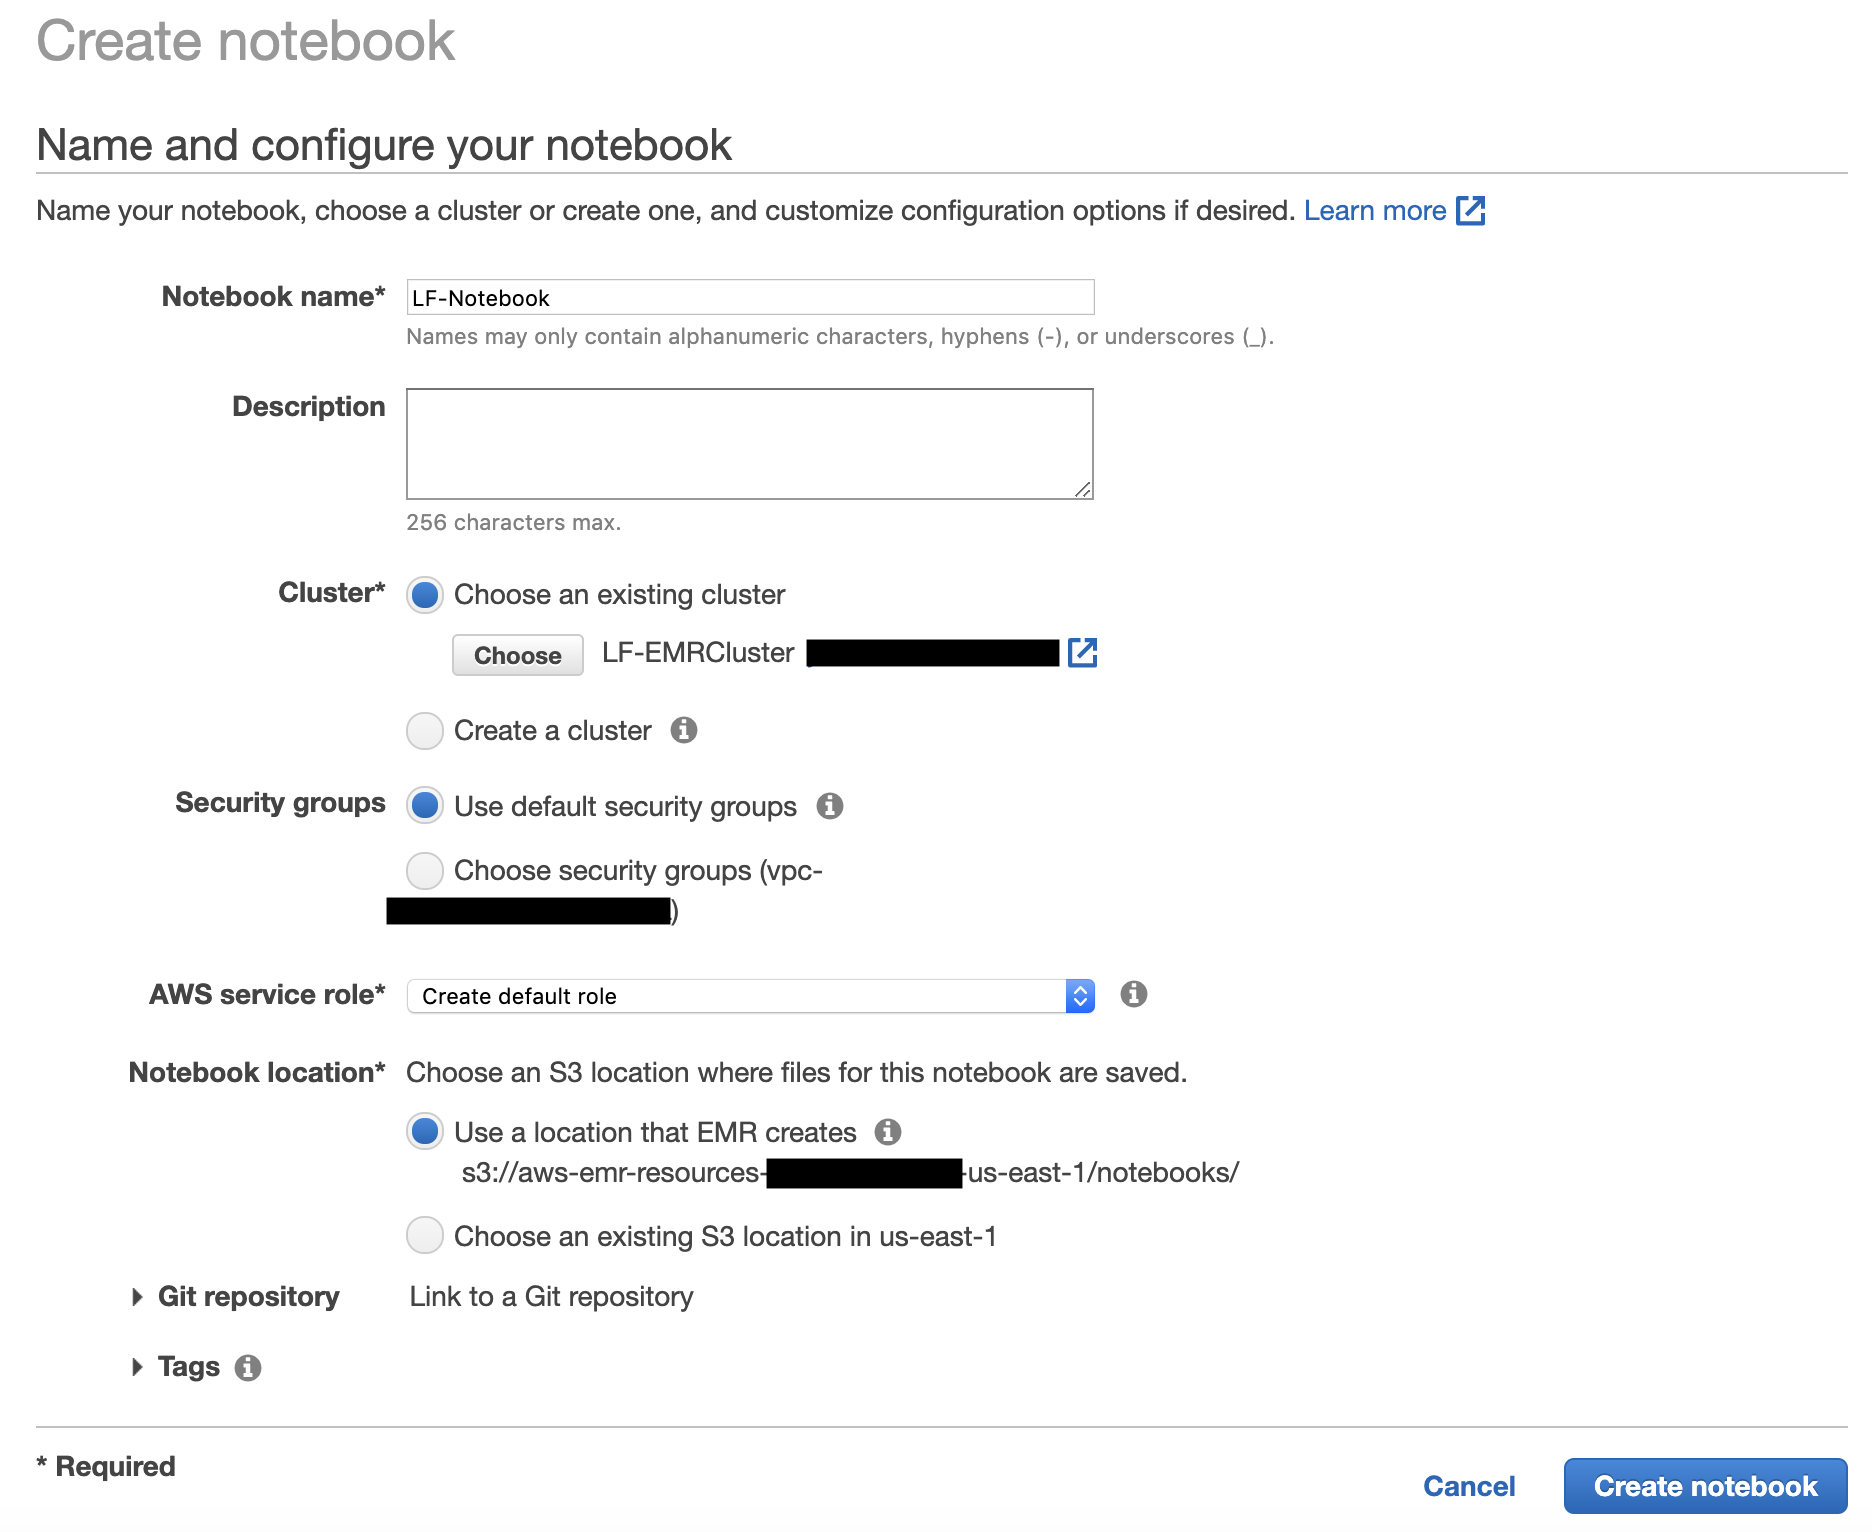 Create notebook
Name and configure your notebook
Name your notebook, choose a cluster or create one, and customize configuration options if desired. Learn more
Notebook name* LF-Notebook
Names may only contain alphanumeric characters, hyphens (-), or underscores (_).
Description
256 characters max.
Cluster* Choose an existing cluster
Choose LF-EMRCluster
Create a cluster
Security groups Use default security groups
Choose security groups (vpc-
)
AWS service role* Create default role
Notebook location* Choose an S3 location where files for this notebook are saved.
Use a location that EMR creates
s3://aws-emr-resources- -us-east-1/notebooks/
Choose an existing S3 location in us-east-1
Git repository Link to a Git repository
Tags
* Required
Cancel Create notebook